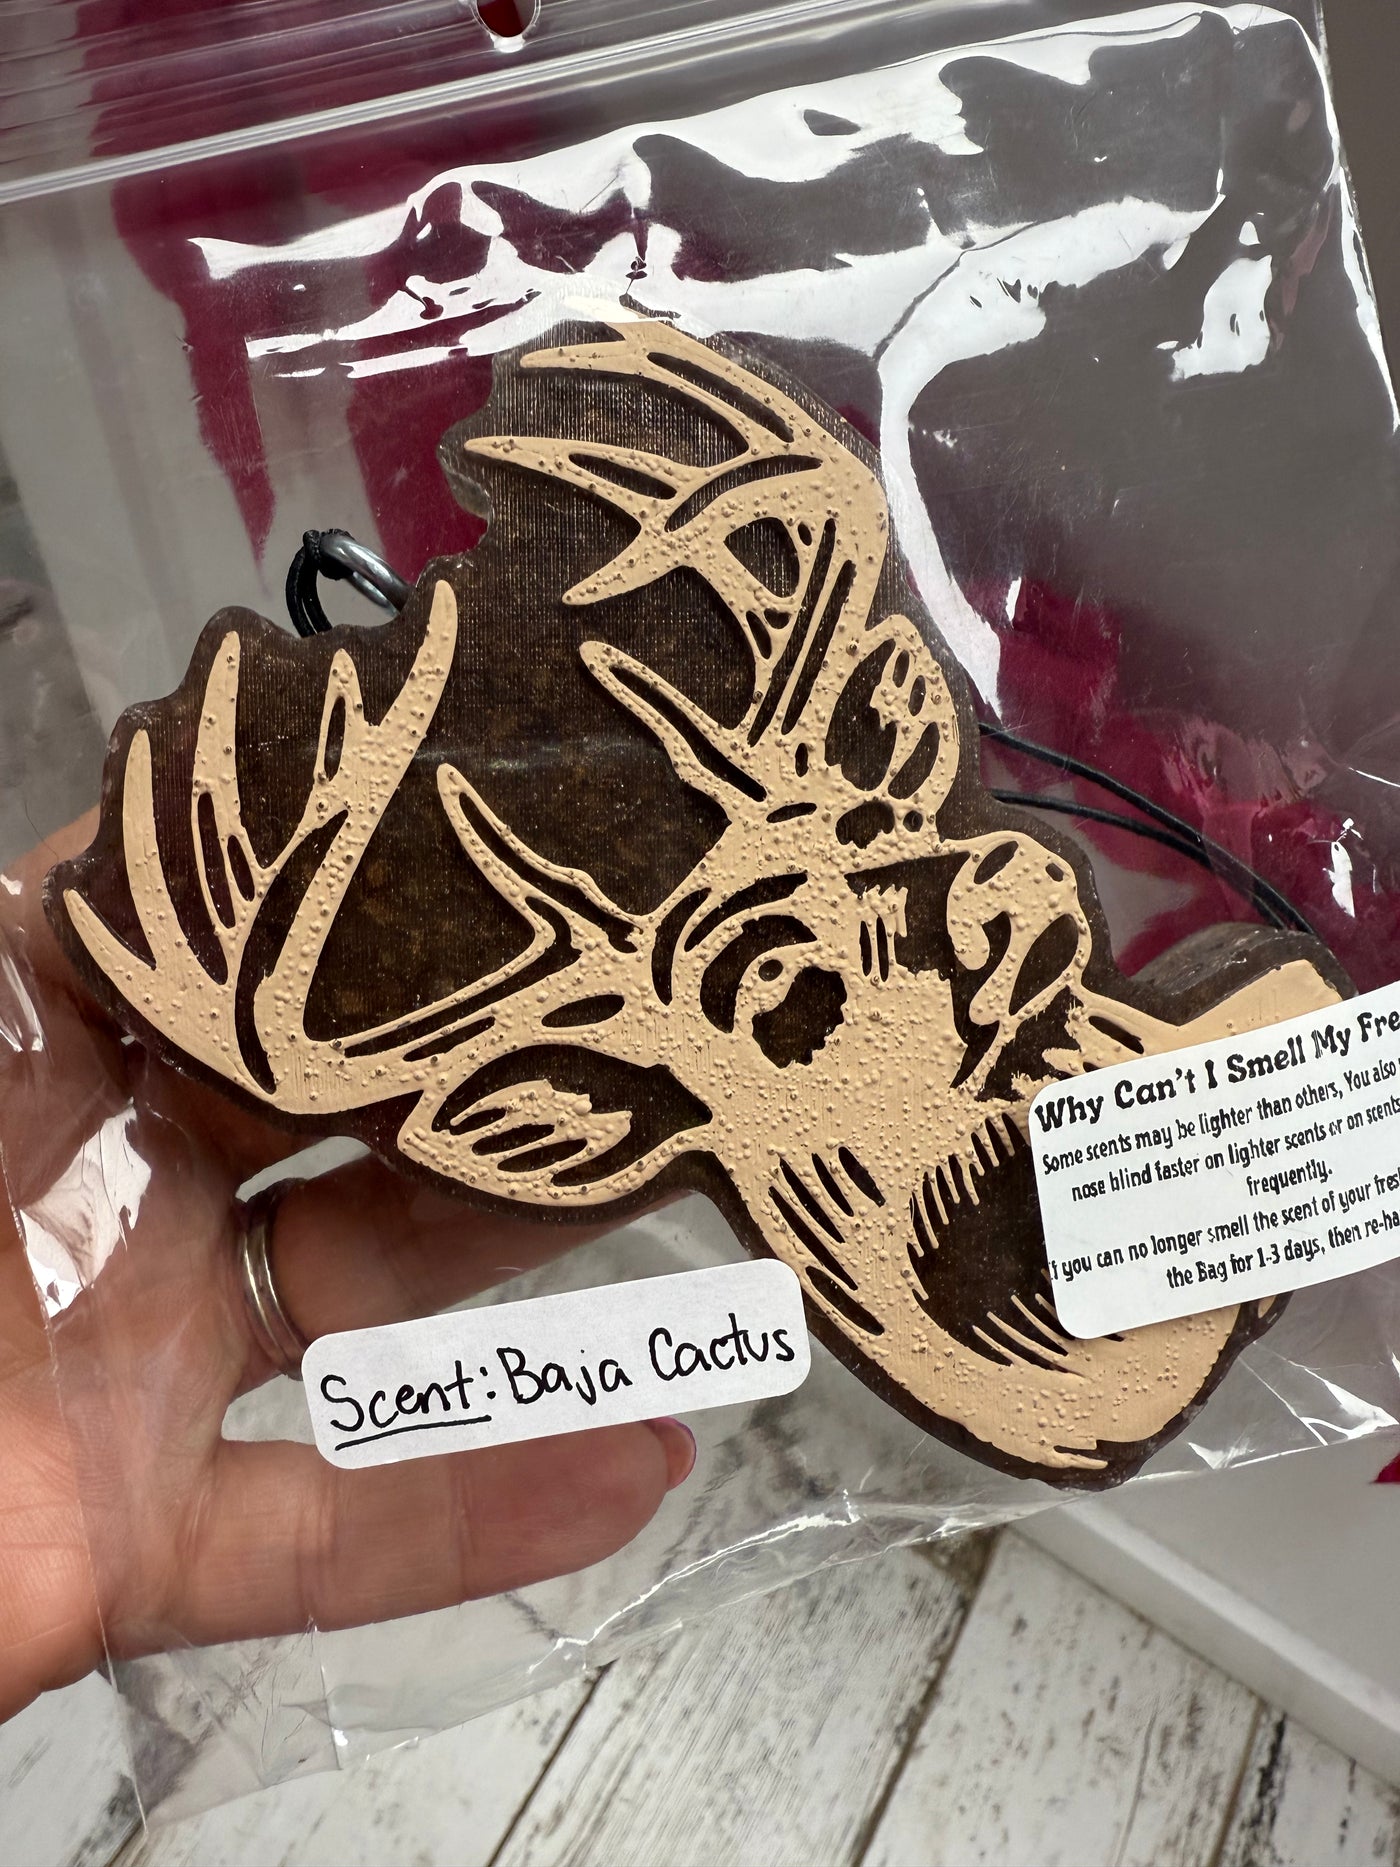 Why Can't I Smell My Fre
Some scents may be lighter than others, You also
nose blind faster on lighter scents or on scents
frequently.
If you can no longer smell the scent of your fres
the Bag for 1-3 days, then re-ha
Scent: Baja Cactus